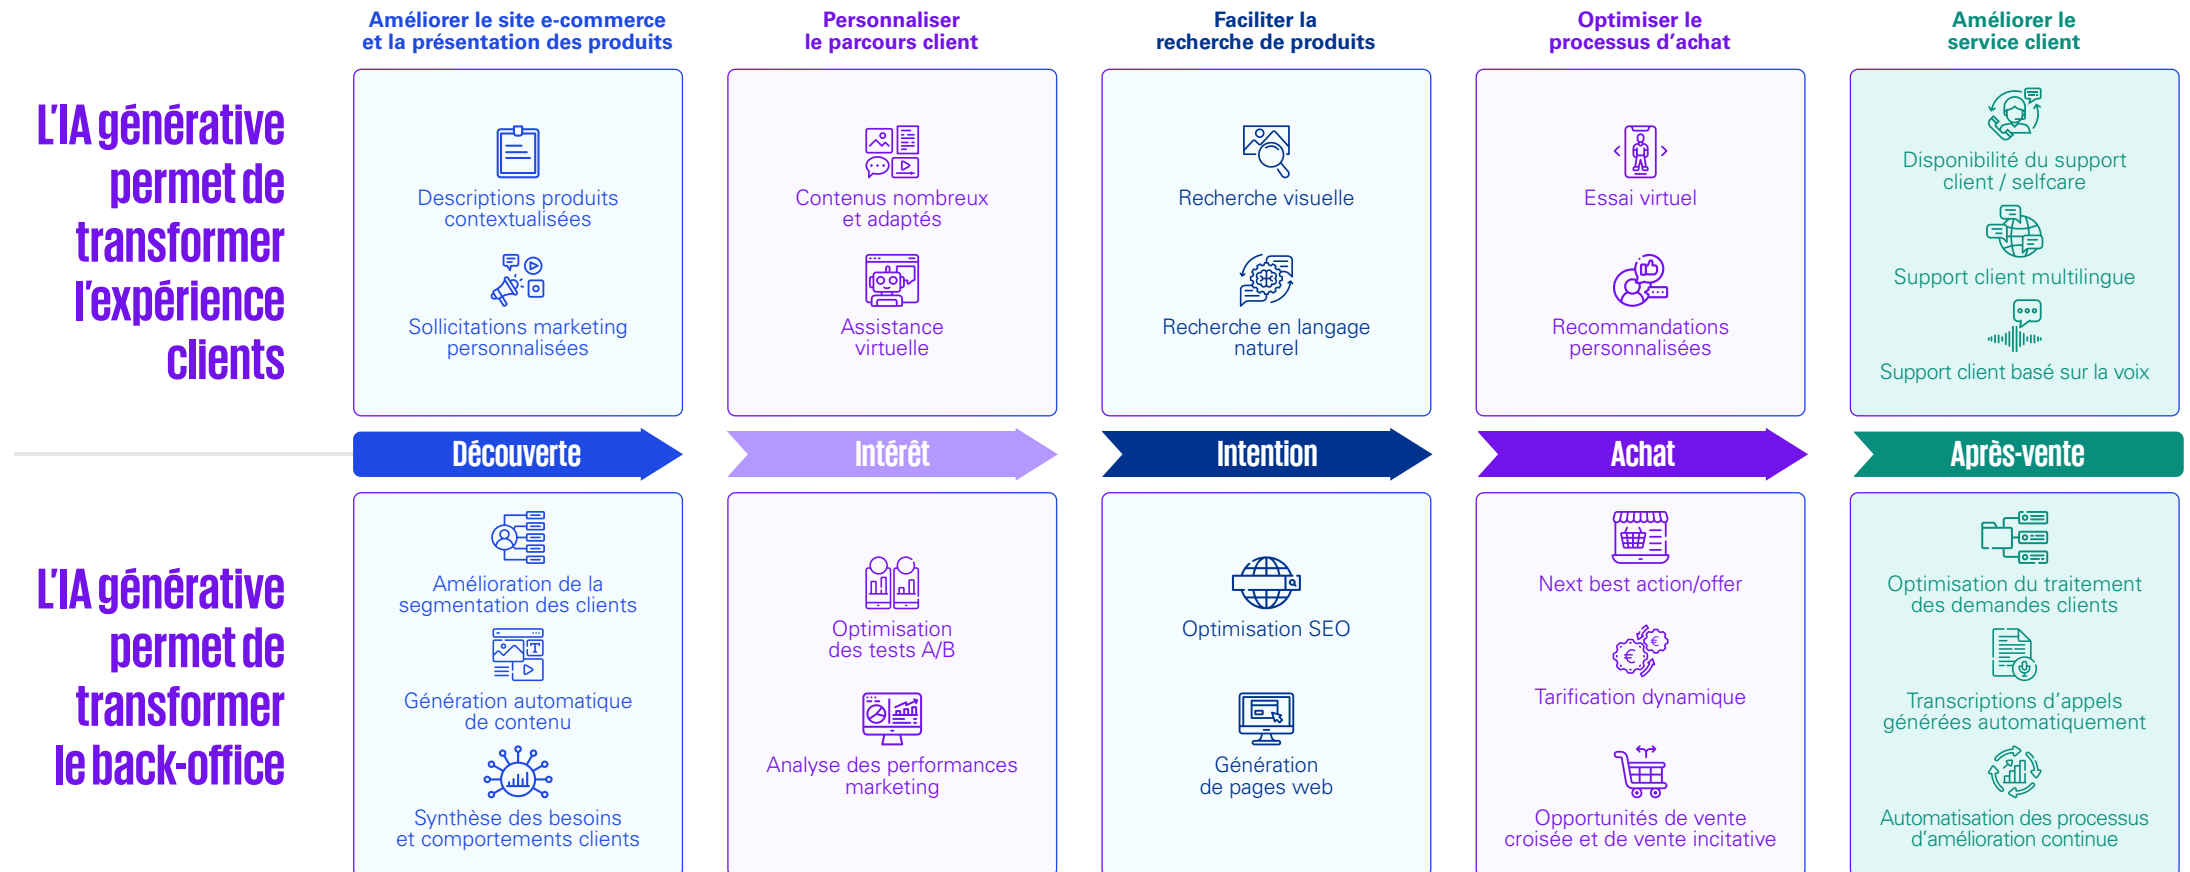 Améliorer le site e-commerce
et la présentation des produits
Personnaliser
le parcours client
Faciliter la
recherche de produits
Optimiser le
processus d'achat
Améliorer le
service client
L'IA générative
permet de
transformer
l'expérience
clients
Descriptions produits
contextualisées
Sollicitations marketing
personnalisées
Contenus nombreux
et adaptés
Assistance
virtuelle
Recherche visuelle
Recherche en langage
naturel
Essai virtuel
Recommandations
personnalisées
Disponibilité du support
client / selfcare
Support client multilingue
Support client basé sur la voix
Découverte
Intérêt
Intention
Achat
Après-vente
L'IA générative
permet de
transformer
le back-office
Amélioration de la
segmentation des clients
Génération automatique
de contenu
Synthèse des besoins
et comportements clients
Optimisation
des tests A/B
Analyse des performances
marketing
Optimisation SEO
Génération
de pages web
Next best action/offer
Tarification dynamique
Opportunités de vente
croisée et de vente incitative
Optimisation du traitement
des demandes clients
Transcriptions d'appels
générées automatiquement
Automatisation des processus
d'amélioration continue